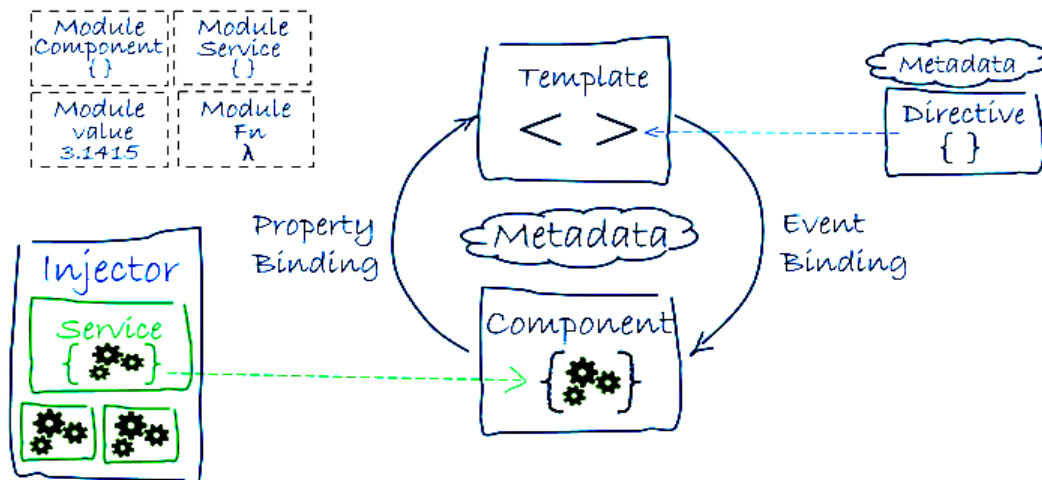 Module
Component
{ }
Module
Service
{ }
Module
value
3.1415
Module
Fn
λ
Template
< >
Metadata
Directive
{ }
Property
Binding
Metadata
Event
Binding
Injector
Service
{ }
Component
{ }